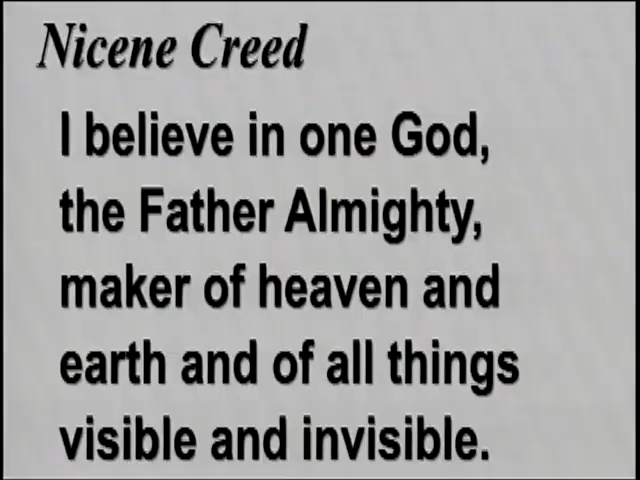 Nicene Creed
I believe in one God,
the Father Almighty,
maker of heaven and
earth and of all things
visible and invisible.